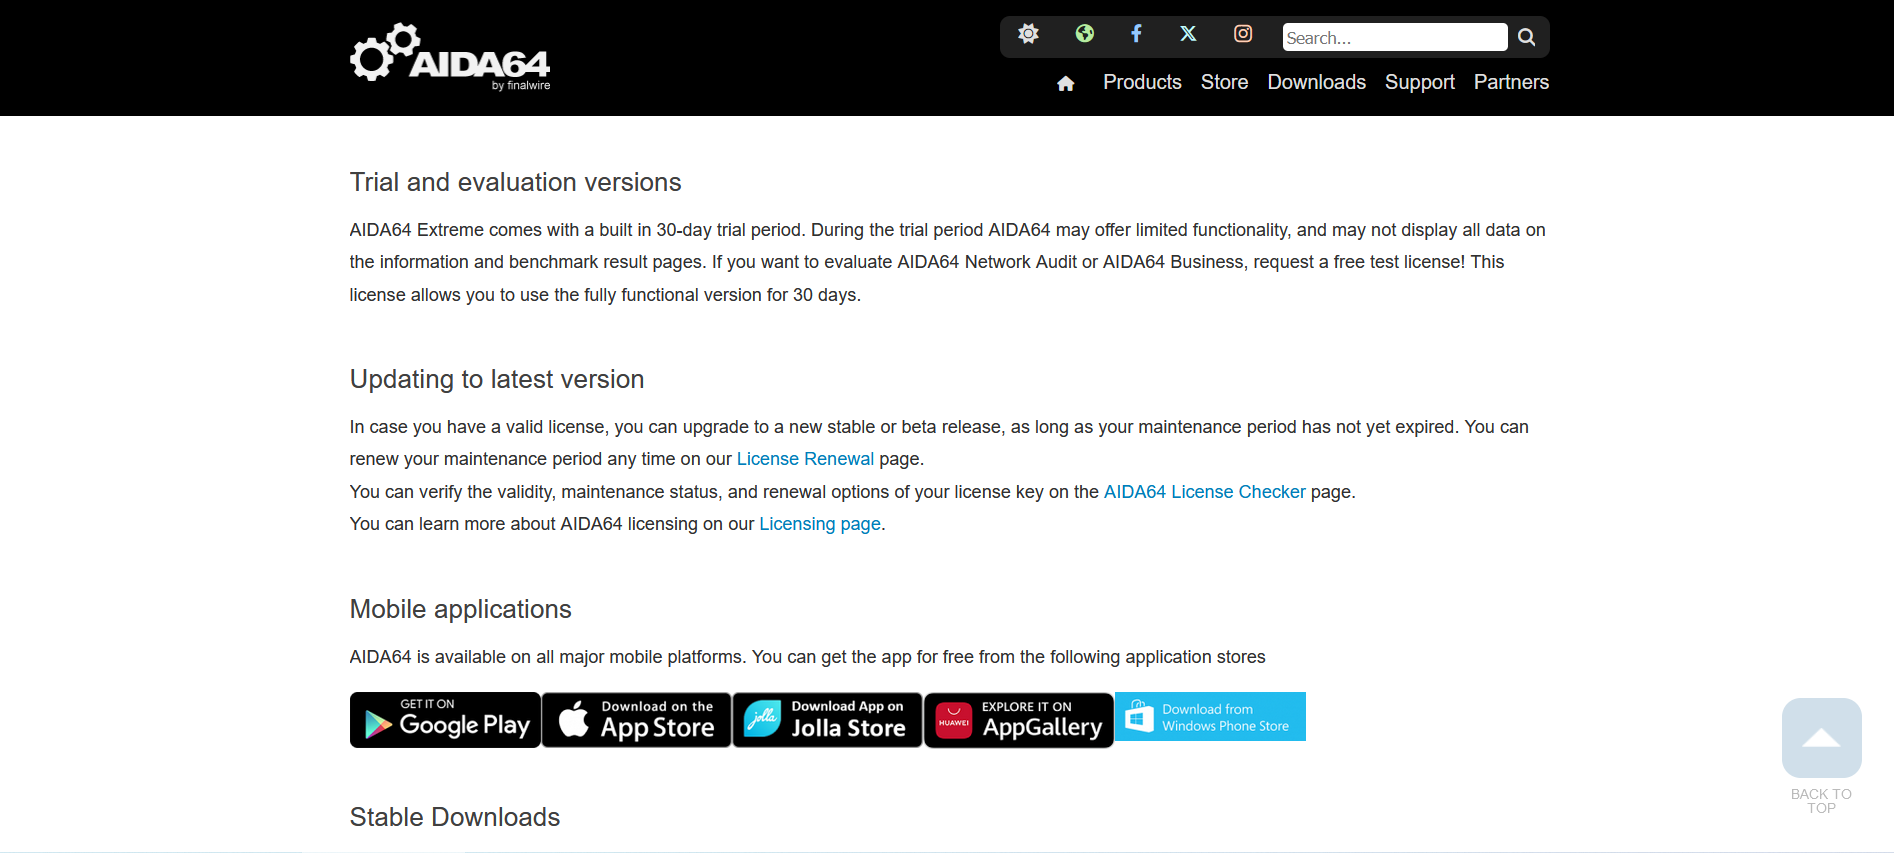 AIDA64
by finalwire
Search...
Products Store Downloads Support Partners
Trial and evaluation versions
AIDA64 Extreme comes with a built in 30-day trial period. During the trial period AIDA64 may offer limited functionality, and may not display all data on
the information and benchmark result pages. If you want to evaluate AIDA64 Network Audit or AIDA64 Business, request a free test license! This
license allows you to use the fully functional version for 30 days.
Updating to latest version
In case you have a valid license, you can upgrade to a new stable or beta release, as long as your maintenance period has not yet expired. You can
renew your maintenance period any time on our License Renewal page.
You can verify the validity, maintenance status, and renewal options of your license key on the AIDA64 License Checker page.
You can learn more about AIDA64 licensing on our Licensing page.
Mobile applications
AIDA64 is available on all major mobile platforms. You can get the app for free from the following application stores
GET IT ON
Google Play
Download on the
App Store
jolla
Download App on
Jolla Store
HUAWEI
EXPLORE IT ON
AppGallery
Download from
Windows Phone Store
BACK TO
TOP
Stable Downloads